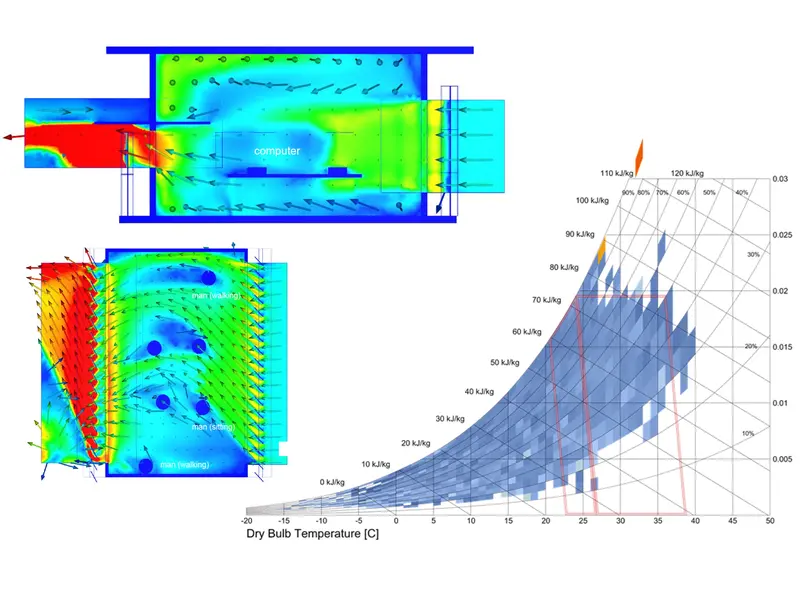 computer
man (walking)
man (sitting)
man (walking)
110 kJ/kg
120 kJ/kg
100 kJ/kg
90 kJ/kg
80 kJ/kg
70 kJ/kg
60 kJ/kg
50 kJ/kg
40 kJ/kg
30 kJ/kg
20 kJ/kg
10 kJ/kg
0 kJ/kg
90% 80% 70% 60% 50% 40%
30%
20%
10%
0.03
0.025
0.02
0.015
0.01
0.005
-20 -15 -10 -5 0 5 10 15 20 25 30 35 40 45 50
Dry Bulb Temperature [C]